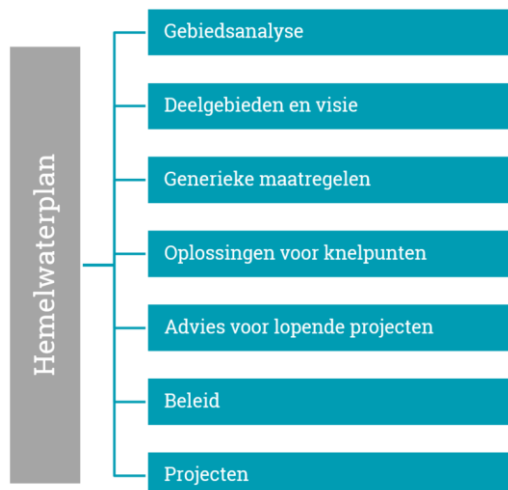 Hemelwaterplan
Gebiedsanalyse
Deelgebieden en visie
Generieke maatregelen
Oplossingen voor knelpunten
Advies voor lopende projecten
Beleid
Projecten